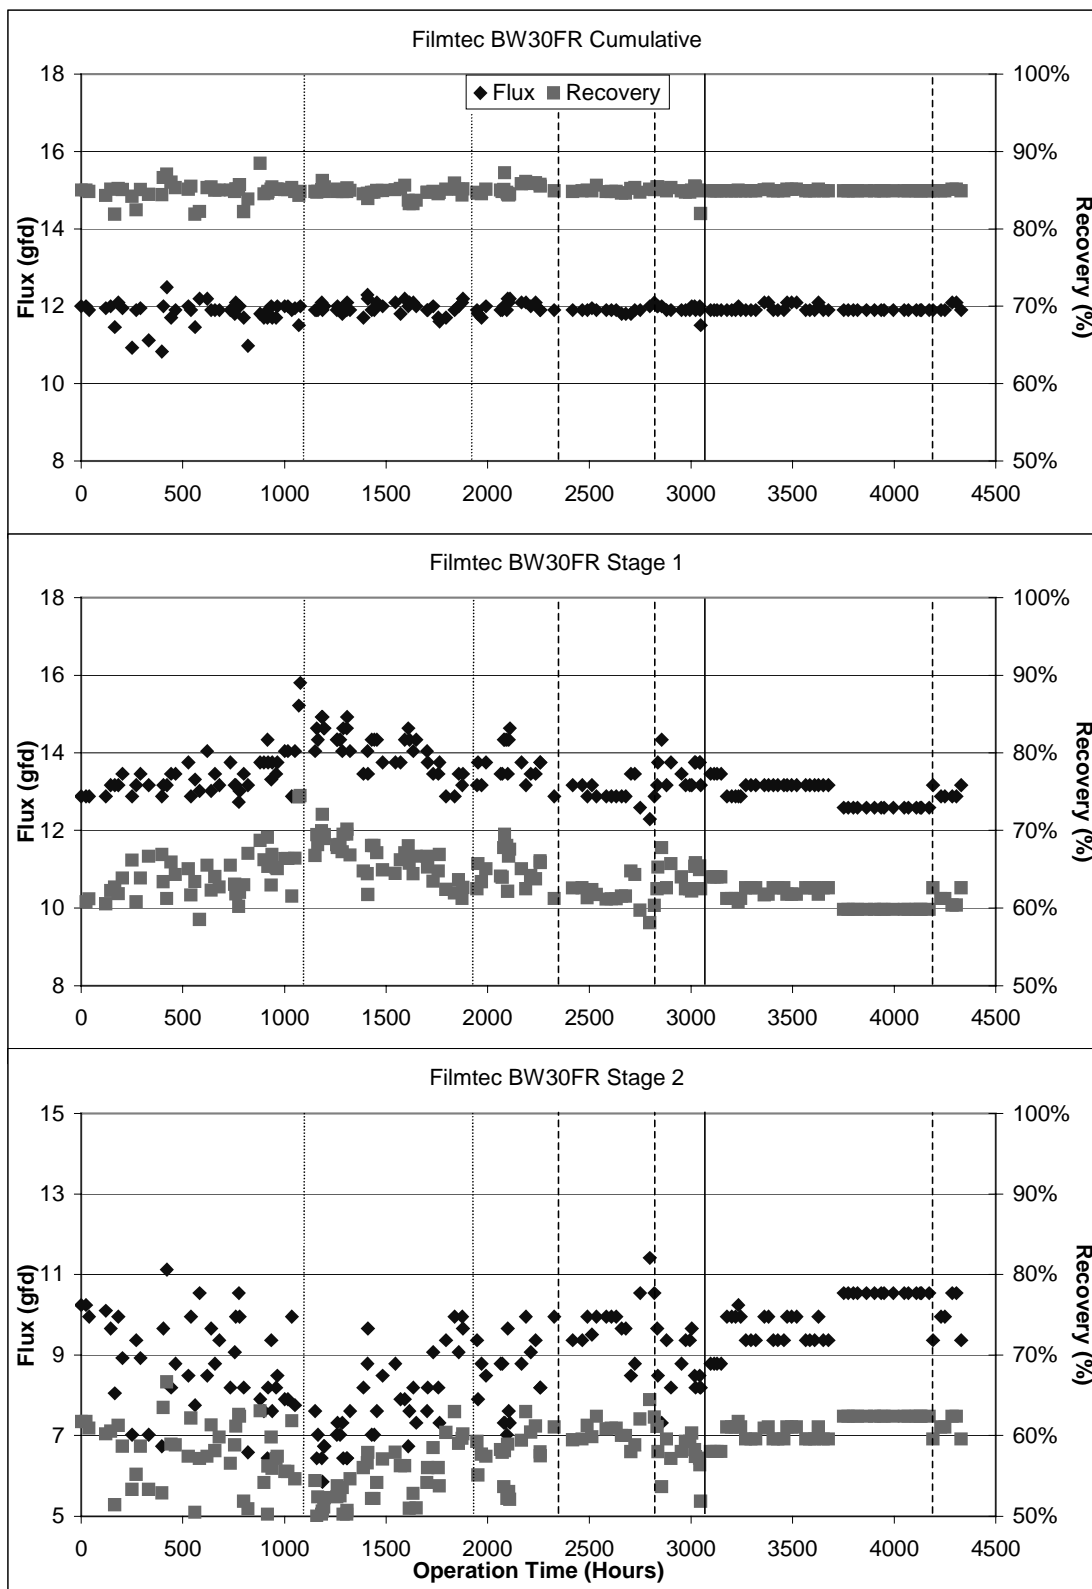 Filmtec BW30FR Cumulative
Flux (gfd)
18
16
14
12
10
8
Flux Recovery
100%
90%
80%
70%
60%
50%
Recovery (%)
0 500 1000 1500 2000 2500 3000 3500 4000 4500
Filmtec BW30FR Stage 1
Flux (gfd)
18
16
14
12
10
8
100%
90%
80%
70%
60%
50%
Recovery (%)
0 500 1000 1500 2000 2500 3000 3500 4000 4500
Filmtec BW30FR Stage 2
Flux (gfd)
15
13
11
9
7
5
100%
90%
80%
70%
60%
50%
Recovery (%)
0 500 1000 1500 2000 2500 3000 3500 4000 4500
Operation Time (Hours)